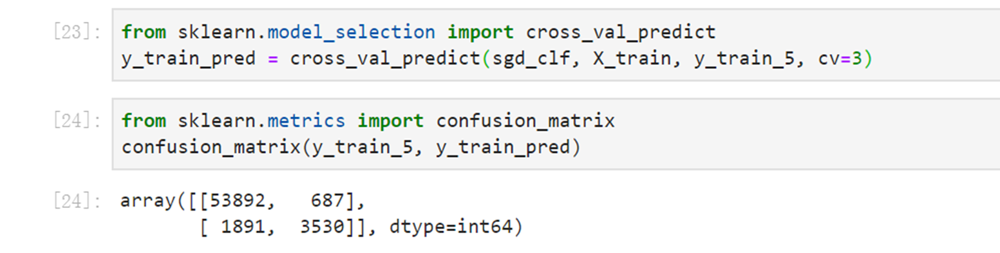 [23]: from sklearn.model_selection import cross_val_predict
y_train_pred = cross_val_predict(sgd_clf, X_train, y_train_5, cv=3)
[24]: from sklearn.metrics import confusion_matrix
confusion_matrix(y_train_5, y_train_pred)
[24]: array([[53892,   687],
       [ 1891,  3530]], dtype=int64)